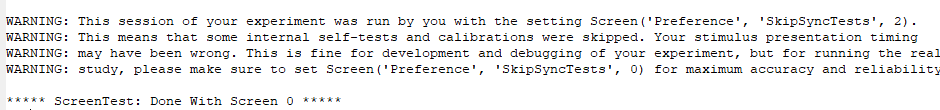 WARNING: This session of your experiment was run by you with the setting Screen('Preference', 'SkipSyncTests', 2).
WARNING: This means that some internal self-tests and calibrations were skipped. Your stimulus presentation timing
WARNING: may have been wrong. This is fine for development and debugging of your experiment, but for running the real
WARNING: study, please make sure to set Screen('Preference', 'SkipSyncTests', 0) for maximum accuracy and reliability
***** ScreenTest: Done With Screen 0 *****